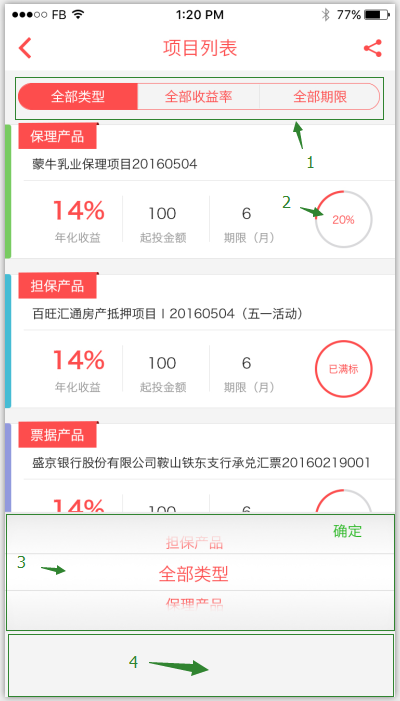 FB 1:20 PM 77%
项目列表
全部类型 全部收益率 全部期限
1
保理产品
蒙牛乳业保理项目20160504
14% 100 6 20%
年化收益 起投金额 期限（月）
2
担保产品
百旺汇通房产抵押项目｜20160504（五一活动）
14% 100 6 已满标
年化收益 起投金额 期限（月）
票据产品
盛京银行股份有限公司鞍山铁东支行承兑汇票20160219001
14% 100 6
确定
担保产品
3 全部类型
保理产品
4